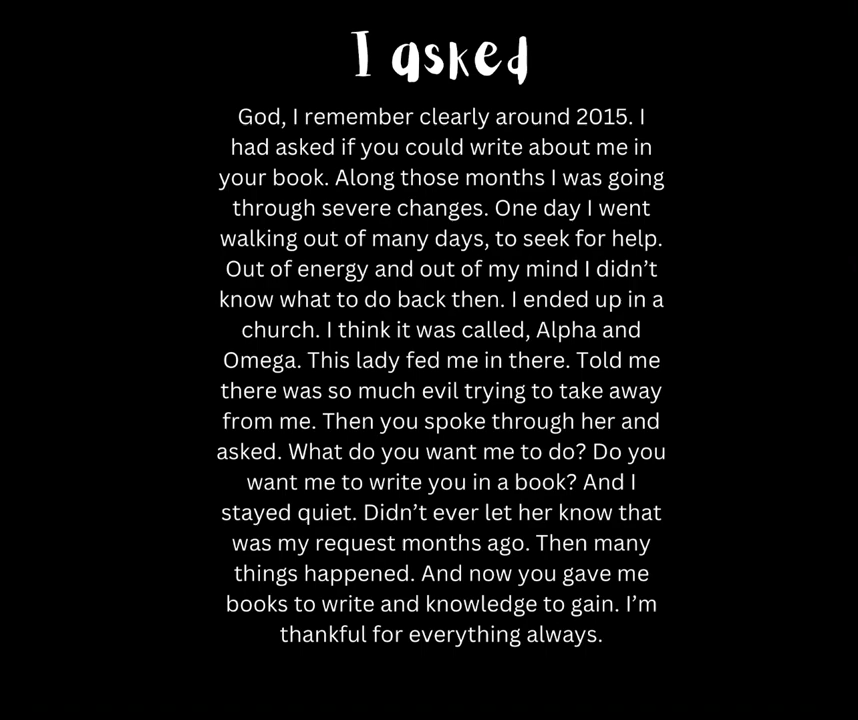 I asked
God, I remember clearly around 2015. I
had asked if you could write about me in
your book. Along those months I was going
through severe changes. One day I went
walking out of many days, to seek for help.
Out of energy and out of my mind I didn’t
know what to do back then. I ended up in a
church. I think it was called, Alpha and
Omega. This lady fed me in there. Told me
there was so much evil trying to take away
from me. Then you spoke through her and
asked. What do you want me to do? Do you
want me to write you in a book? And I
stayed quiet. Didn’t ever let her know that
was my request months ago. Then many
things happened. And now you gave me
books to write and knowledge to gain. I’m
thankful for everything always.